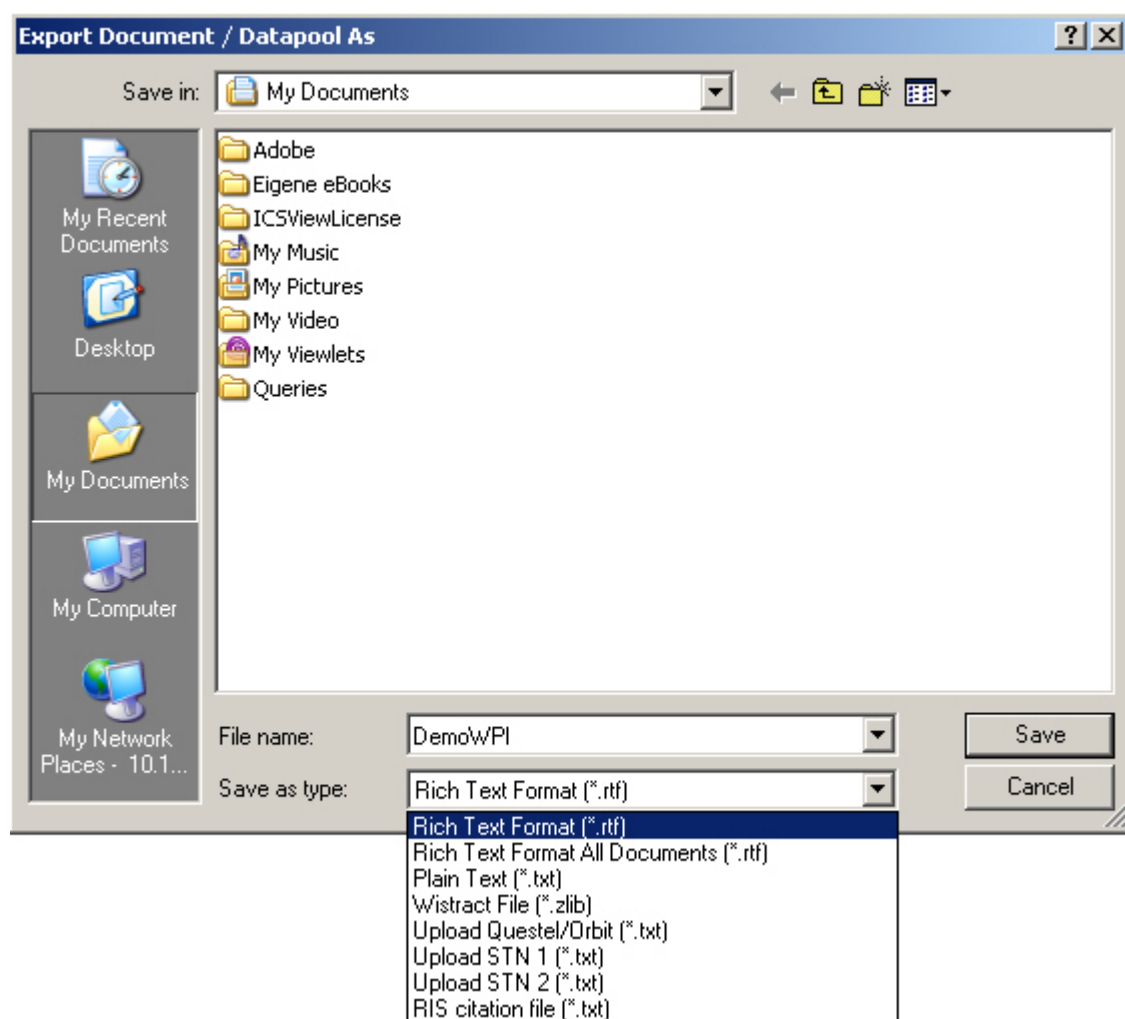 Export Document / Datapool As
Save in:
My Documents
My Recent
Documents
Desktop
My Documents
My Computer
My Network
Places - 10.1...
Adobe
Eigene eBooks
ICSViewLicense
My Music
My Pictures
My Video
My Viewlets
Queries
File name:
DemoWPI
Save
Save as type:
Rich Text Format (*.rtf)
Cancel
Rich Text Format (*.rtf)
Rich Text Format All Documents (*.rtf)
Plain Text (*.txt)
Wistract File (*.zlib)
Upload Questel/Orbit (*.txt)
Upload STN 1 (*.txt)
Upload STN 2 (*.txt)
RIS citation file (*.txt)